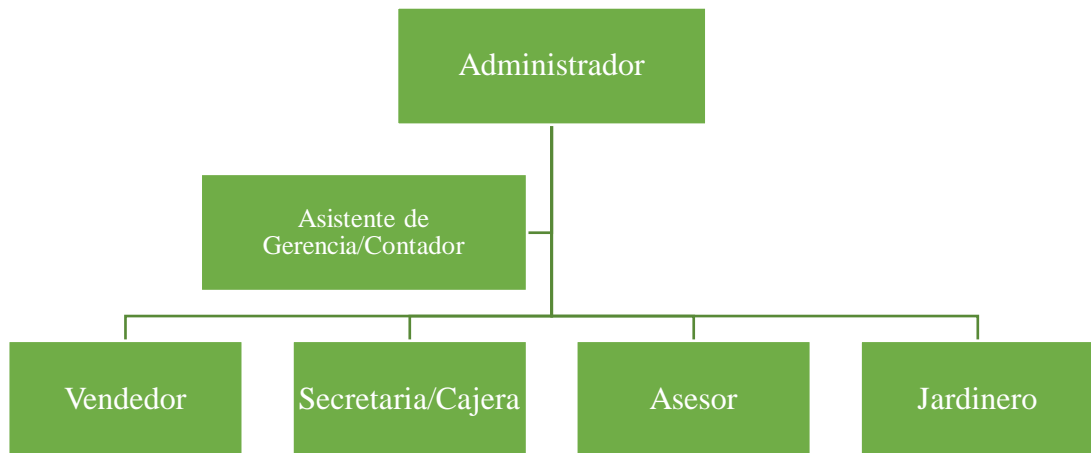 Administrador
Asistente de
Gerencia/Contador
Vendedor
Secretaria/Cajera
Asesor
Jardinero